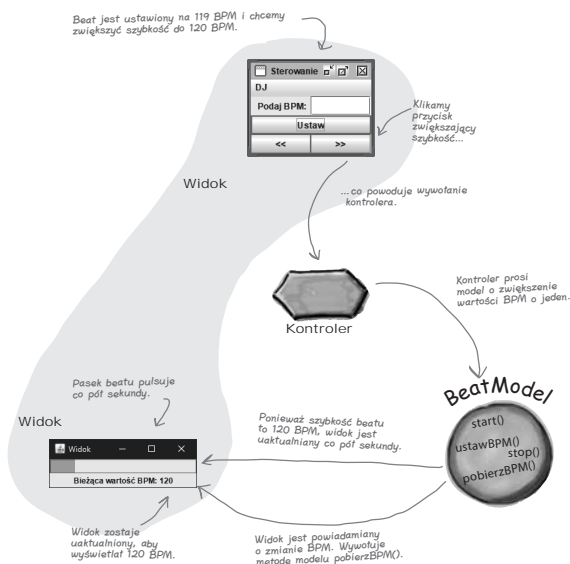 Beat jest ustawiony na 119 BPM i chcemy
zwiększyć szybkość do 120 BPM.
Sterowanie
DJ
Podaj BPM:
Ustaw
<<
>>
Klikamy
przycisk
zwiększający
szybkość...
Widok
...co powoduje wywołanie
kontrolera.
Kontroler
Kontroler prosi
model o zwiększenie
wartości BPM o jeden.
BeatModel
start()
ustawBPM()
stop()
pobierzBPM()
Pasek beatu pulsuje
co pół sekundy.
Widok
Widok
Bieżąca wartość BPM: 120
Ponieważ szybkość beatu
to 120 BPM, widok jest
uaktualniany co pół sekundy.
Widok zostaje
uaktualniony, aby
wyświetlał 120 BPM.
Widok jest powiadamiany
o zmianie BPM. Wywołuje
metodę modelu pobierzBPM().